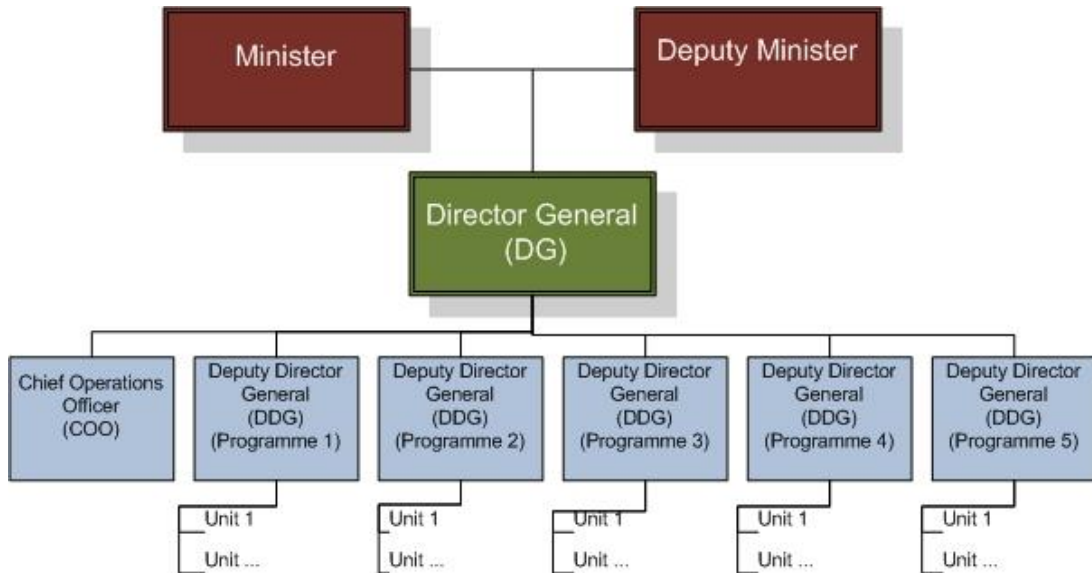 Minister
Deputy Minister
Director General
(DG)
Chief Operations
Officer
(COO)
Deputy Director
General
(DDG)
(Programme 1)
Deputy Director
General
(DDG)
(Programme 2)
Deputy Director
General
(DDG)
(Programme 3)
Deputy Director
General
(DDG)
(Programme 4)
Deputy Director
General
(DDG)
(Programme 5)
Unit 1
Unit ...
Unit 1
Unit ...
Unit 1
Unit ...
Unit 1
Unit ...
Unit 1
Unit ...